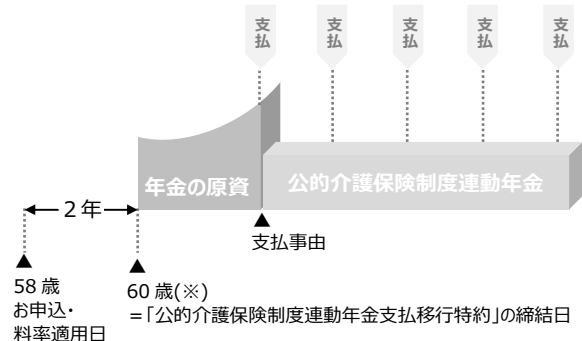 支払
支払
支払
支払
支払
年金の原資
公的介護保険制度連動年金
２年
支払事由
58 歳
お申込・
料率適用日
60 歳(※)
＝「公的介護保険制度連動年金支払移行特約」の締結日